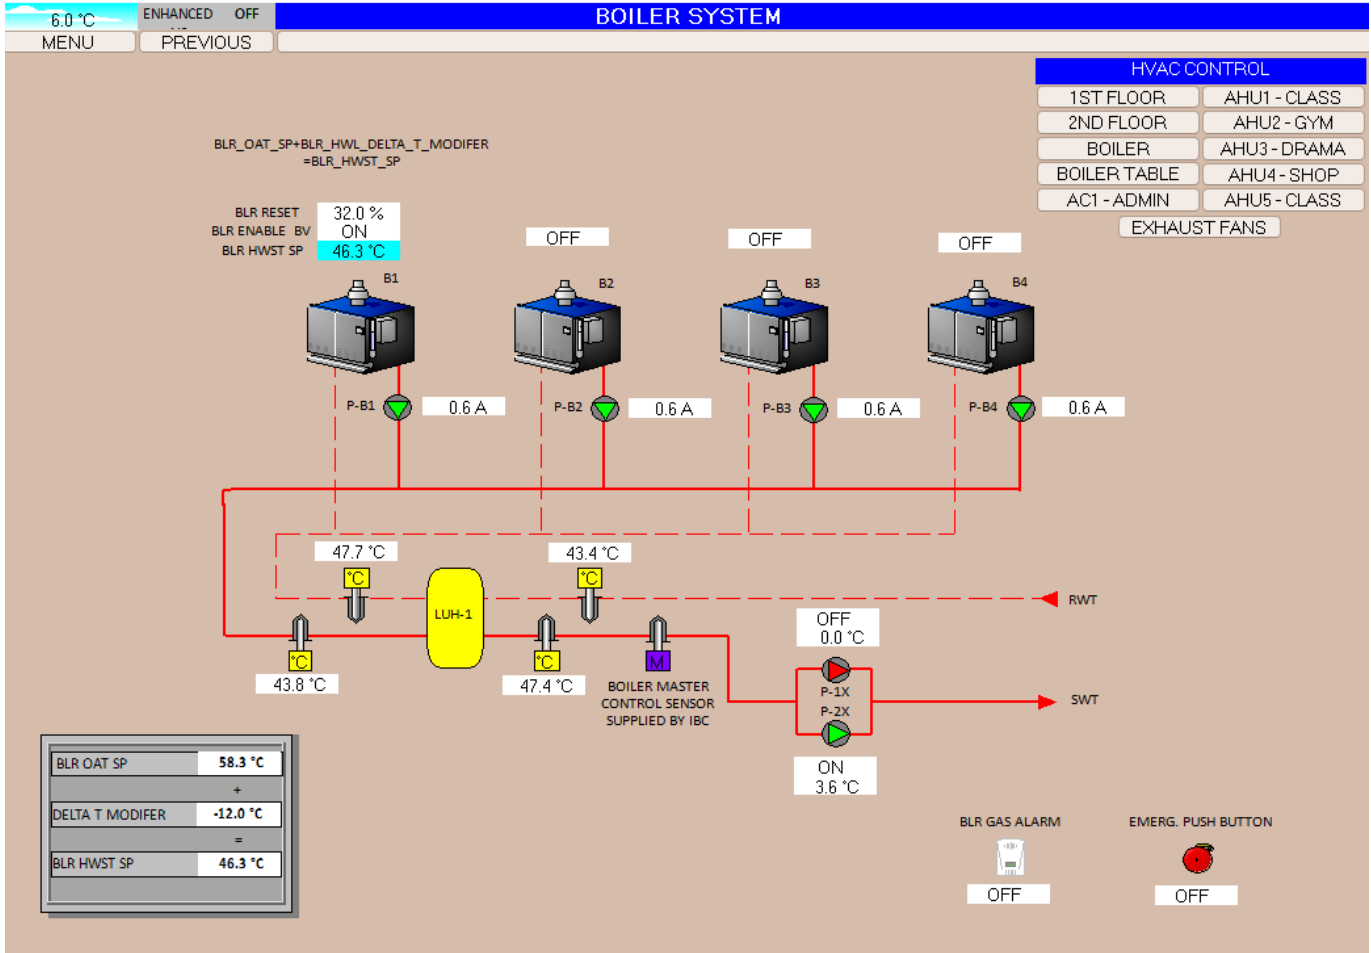 6.0 °C
ENHANCED OFF
BOILER SYSTEM
MENU
PREVIOUS
HVAC CONTROL
1ST FLOOR
AHU1 - CLASS
2ND FLOOR
AHU2 - GYM
BOILER
AHU3 - DRAMA
BOILER TABLE
AHU4 - SHOP
AC1 - ADMIN
AHU5 - CLASS
EXHAUST FANS
BLR_OAT_SP+BLR_HWL_DELTA_T_MODIFER
=BLR_HWST_SP
BLR RESET 32.0 %
BLR ENABLE BV ON
BLR HWST SP 46.3 °C
OFF
OFF
OFF
B1
B2
B3
B4
P-B1
0.6 A
P-B2
0.6 A
P-B3
0.6 A
P-B4
0.6 A
47.7 °C
43.4 °C
°C
°C
LUH-1
RWT
°C
°C
M
43.8 °C
47.4 °C
BOILER MASTER
CONTROL SENSOR
SUPPLIED BY IBC
OFF
0.0 °C
P-1X
P-2X
SWT
ON
3.6 °C
BLR OAT SP 58.3 °C
+
DELTA T MODIFER -12.0 °C
=
BLR HWST SP 46.3 °C
BLR GAS ALARM
OFF
EMERG. PUSH BUTTON
OFF